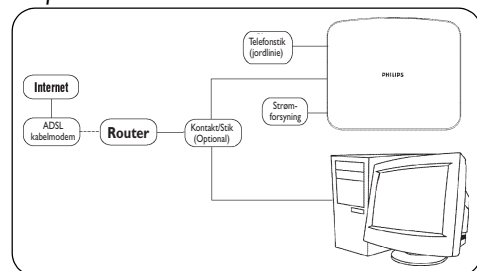 Telefonstik
(jordlinie)
PHILIPS
Internet
Strøm-
forsyning
ADSL
kabelmodem
Router
Kontakt/Stik
(Optional)